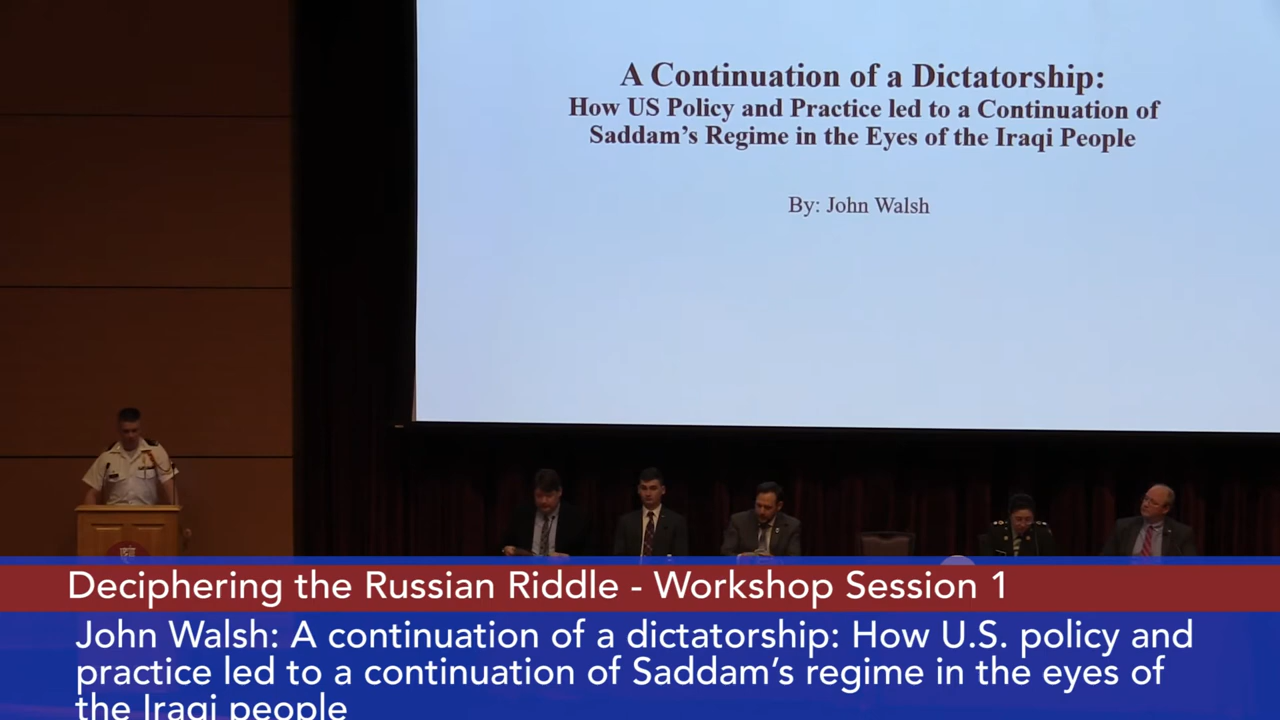 A Continuation of a Dictatorship:
How US Policy and Practice led to a Continuation of
Saddam's Regime in the Eyes of the Iraqi People
By: John Walsh
Deciphering the Russian Riddle - Workshop Session 1
John Walsh: A continuation of a dictatorship: How U.S. policy and
practice led to a continuation of Saddam's regime in the eyes of
the Iraqi people